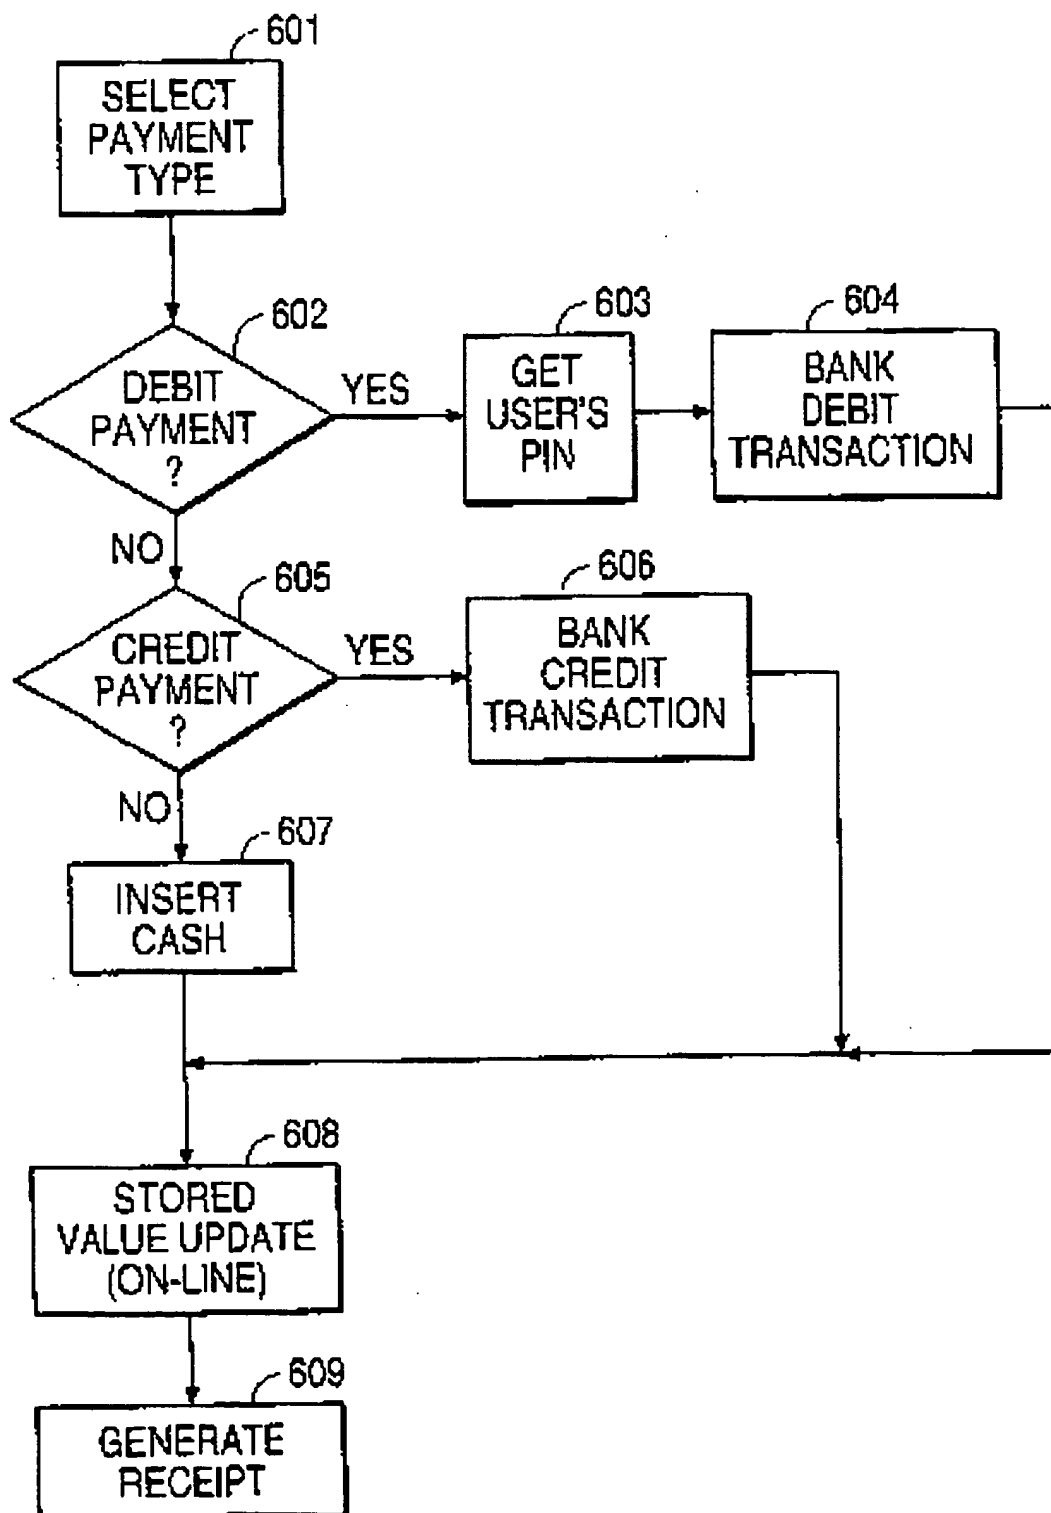 601
SELECT
PAYMENT
TYPE
602
DEBIT
PAYMENT
?
YES
603
GET
USER'S
PIN
604
BANK
DEBIT
TRANSACTION
NO
605
CREDIT
PAYMENT
?
YES
606
BANK
CREDIT
TRANSACTION
NO
607
INSERT
CASH
608
STORED
VALUE UPDATE
(ON-LINE)
609
GENERATE
RECEIPT